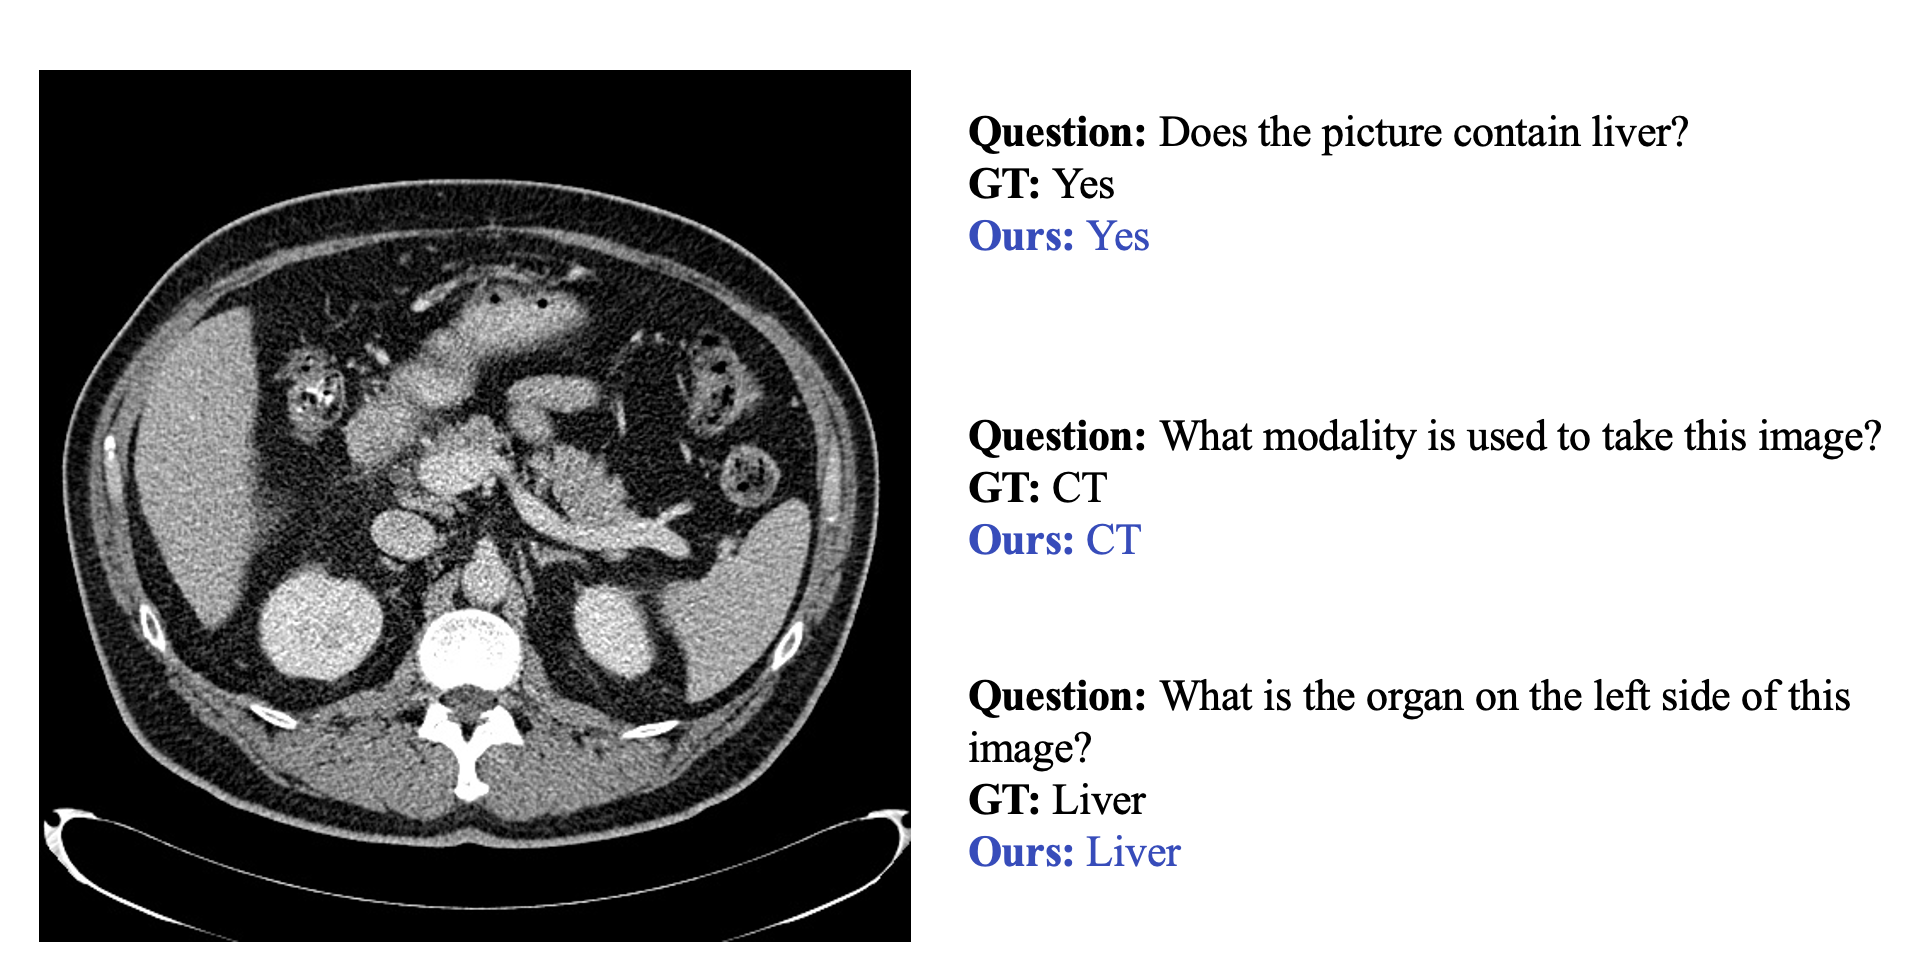 Question: Does the picture contain liver?
GT: Yes
Ours: Yes
Question: What modality is used to take this image?
GT: CT
Ours: CT
Question: What is the organ on the left side of this
image?
GT: Liver
Ours: Liver